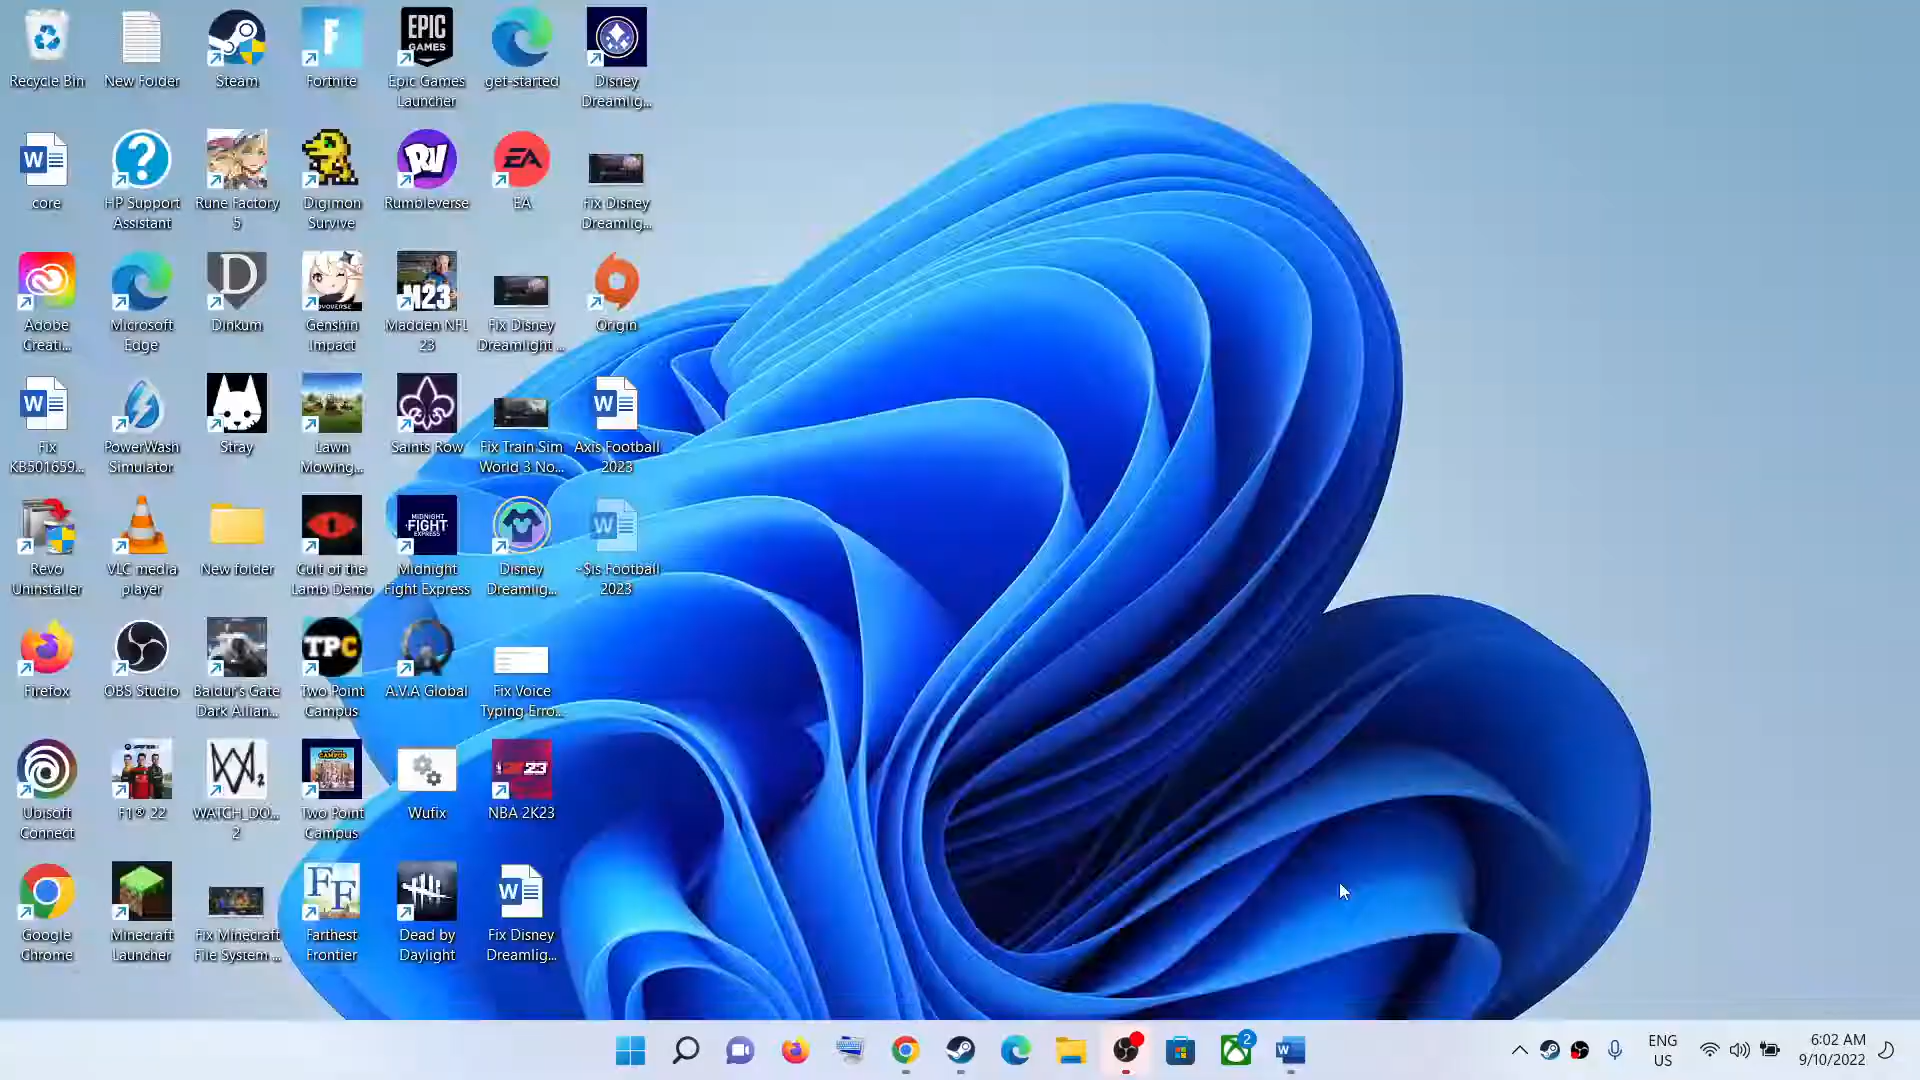 Recycle Bin
New Folder
Steam
Fortnite
EPIC
GAMES
Epic Games
Launcher
get-started
Disney
Dreamlig...
core
HP Support
Assistant
Rune Factory
5
Digimon
Survive
Rumbleverse
EA
EA
Fix Disney
Dreamlig...
Adobe
Creati...
Microsoft
Edge
D
Dinkum
Genshin
Impact
M23
Madden NFL
23
Fix Disney
Dreamlight ...
Origin
W
Fix
KB501659...
PowerWash
Simulator
Stray
Lawn
Mowing...
Saints Row
Fix Train Sim
World 3 No...
W
Axis Football
2023
Revo
Uninstaller
VLC media
player
New folder
Cult of the
Lamb Demo
MIDNIGHT
FIGHT
EXPRESS
Midnight
Fight Express
Disney
Dreamlig...
W
~$is Football
2023
Firefox
OBS Studio
Baldur's Gate
Dark Allian...
TPC
Two Point
Campus
A.V.A Global
Fix Voice
Typing Erro...
Ubisoft
Connect
F1® 22
WATCH_DO...
2
CAMPUS
Two Point
Campus
Wufix
2K23
NBA 2K23
Google
Chrome
Minecraft
Launcher
Fix Minecraft
File System ...
FF
Farthest
Frontier
Dead by
Daylight
W
Fix Disney
Dreamlig...
2
W
ENG
US
6:02 AM
9/10/2022